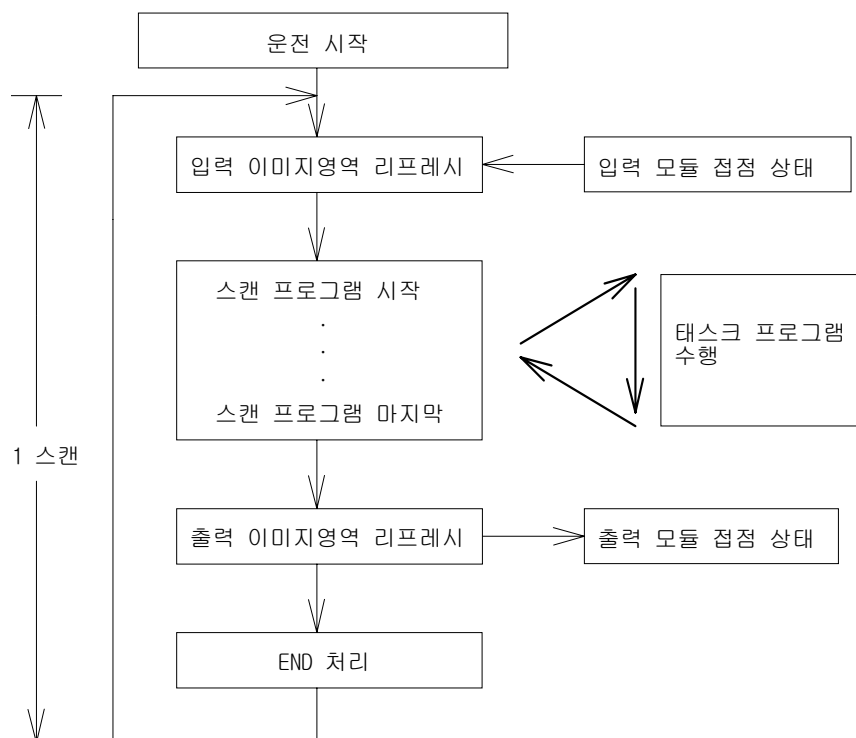 운전 시작
입력 이미지영역 리프레시
입력 모듈 접점 상태
스캔 프로그램 시작
.
.
.
스캔 프로그램 마지막
태스크 프로그램
수행
1 스캔
출력 이미지영역 리프레시
출력 모듈 접점 상태
END 처리